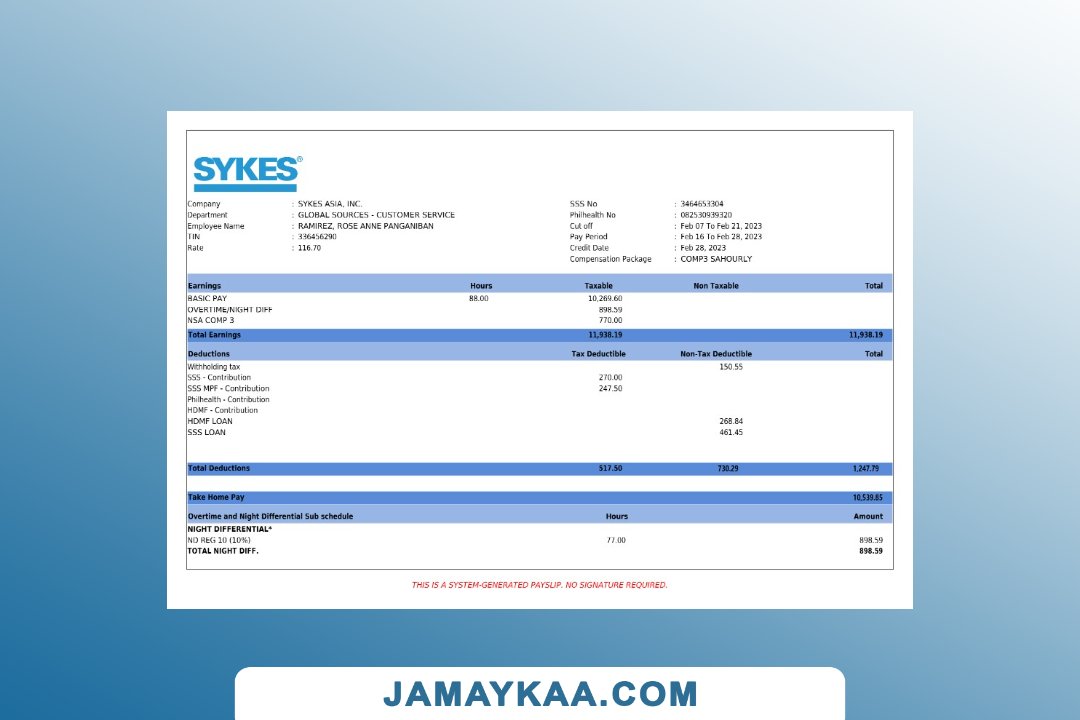 SYKES®
Company : SYKES ASIA, INC.
Department : GLOBAL SOURCES - CUSTOMER SERVICE
Employee Name : RAMIREZ, ROSE ANNE PANGANIBAN
TIN : 336456290
Rate : 116.70
SSS No : 3464653304
Philhealth No : 082530939320
Cut off : Feb 07 To Feb 21, 2023
Pay Period : Feb 16 To Feb 28, 2023
Credit Date : Feb 28, 2023
Compensation Package : COMP3 SAHOURLY
Earnings Hours Taxable Non Taxable Total
BASIC PAY 88.00 10,269.60
OVERTIME/NIGHT DIFF 898.59
NSA COMP 3 770.00
Total Earnings 11,938.19 11,938.19
Deductions Tax Deductible Non-Tax Deductible Total
Withholding tax 150.55
SSS - Contribution 270.00
SSS MPF - Contribution 247.50
Philhealth - Contribution
HDMF - Contribution
HDMF LOAN 268.84
SSS LOAN 461.45
Total Deductions 517.50 730.29 1,247.79
Take Home Pay 10,539.85
Overtime and Night Differential Sub schedule Hours Amount
NIGHT DIFFERENTIAL*
ND REG 10 (10%) 77.00 898.59
TOTAL NIGHT DIFF. 898.59
THIS IS A SYSTEM-GENERATED PAYSLIP. NO SIGNATURE REQUIRED.
JAMAYKAA.COM